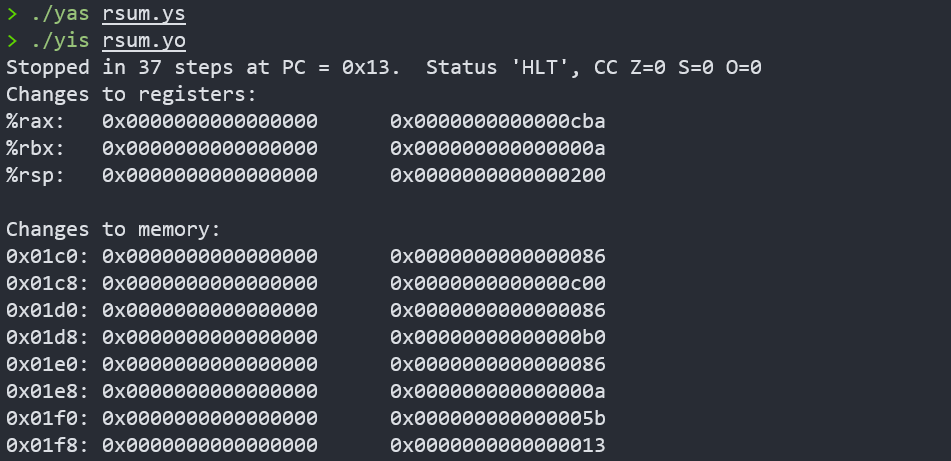 > ./yas rsum.ys
> ./yis rsum.yo
Stopped in 37 steps at PC = 0x13.  Status 'HLT', CC Z=0 S=0 O=0
Changes to registers:
%rax:   0x0000000000000000      0x0000000000000cba
%rbx:   0x0000000000000000      0x000000000000000a
%rsp:   0x0000000000000000      0x0000000000000200

Changes to memory:
0x01c0: 0x0000000000000000      0x0000000000000086
0x01c8: 0x0000000000000000      0x0000000000000c00
0x01d0: 0x0000000000000000      0x0000000000000086
0x01d8: 0x0000000000000000      0x00000000000000b0
0x01e0: 0x0000000000000000      0x0000000000000086
0x01e8: 0x0000000000000000      0x000000000000000a
0x01f0: 0x0000000000000000      0x000000000000005b
0x01f8: 0x0000000000000000      0x0000000000000013